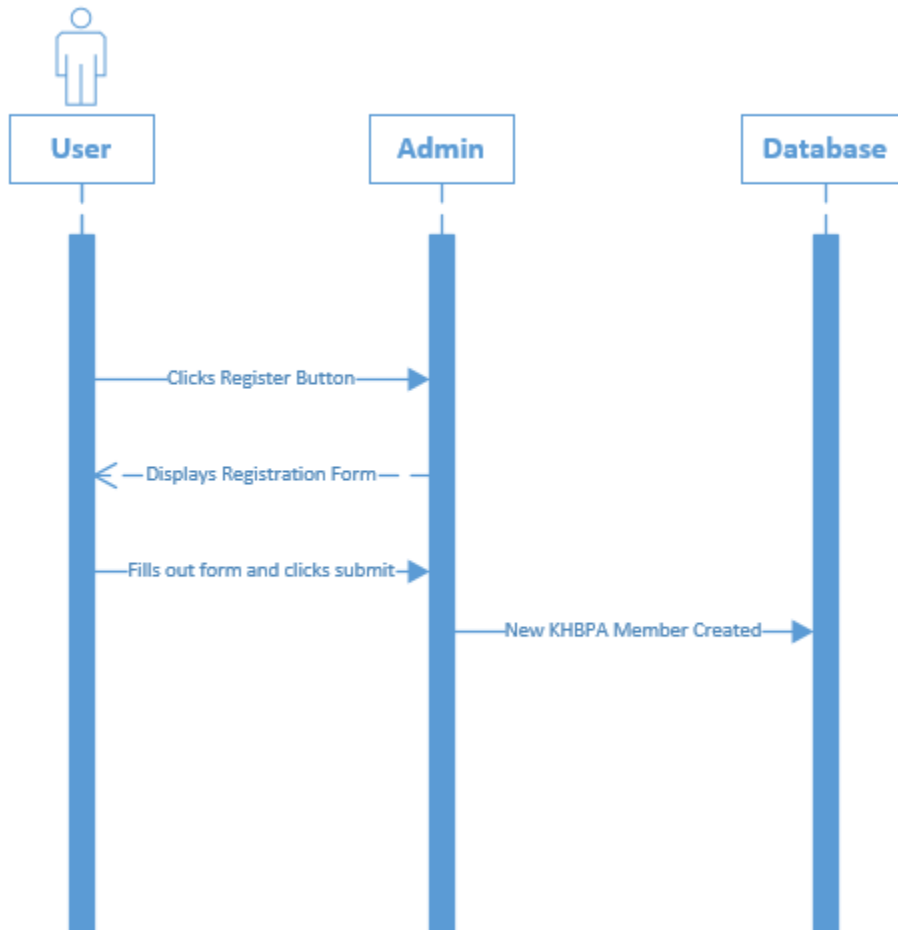 User
Admin
Database
Clicks Register Button
Displays Registration Form
Fills out form and clicks submit
New KHBPA Member Created